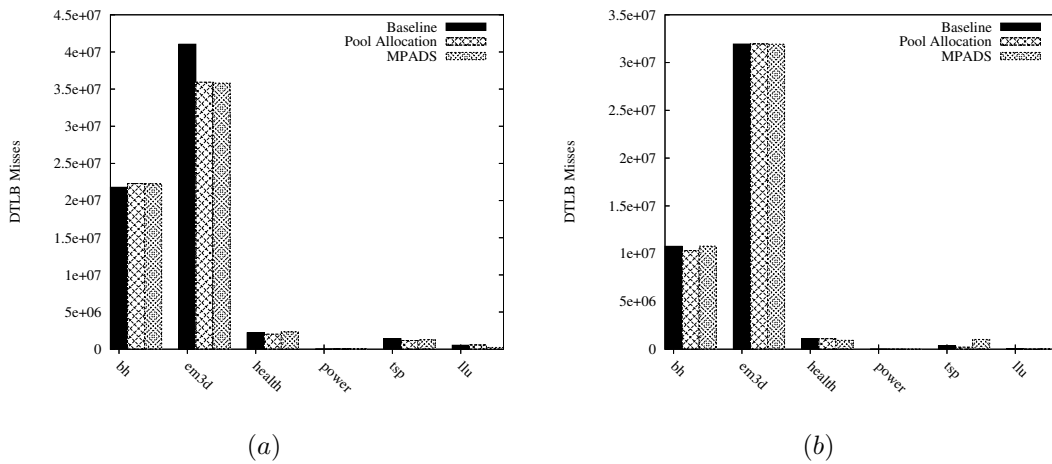 4.5e+07
4e+07
3.5e+07
3e+07
2.5e+07
2e+07
1.5e+07
1e+07
5e+06
0
DTLB Misses
Baseline
Pool Allocation
MPADS
bh
em3d
health
power
tsp
llu
(a)
3.5e+07
3e+07
2.5e+07
2e+07
1.5e+07
1e+07
5e+06
0
DTLB Misses
Baseline
Pool Allocation
MPADS
bh
em3d
health
power
tsp
llu
(b)